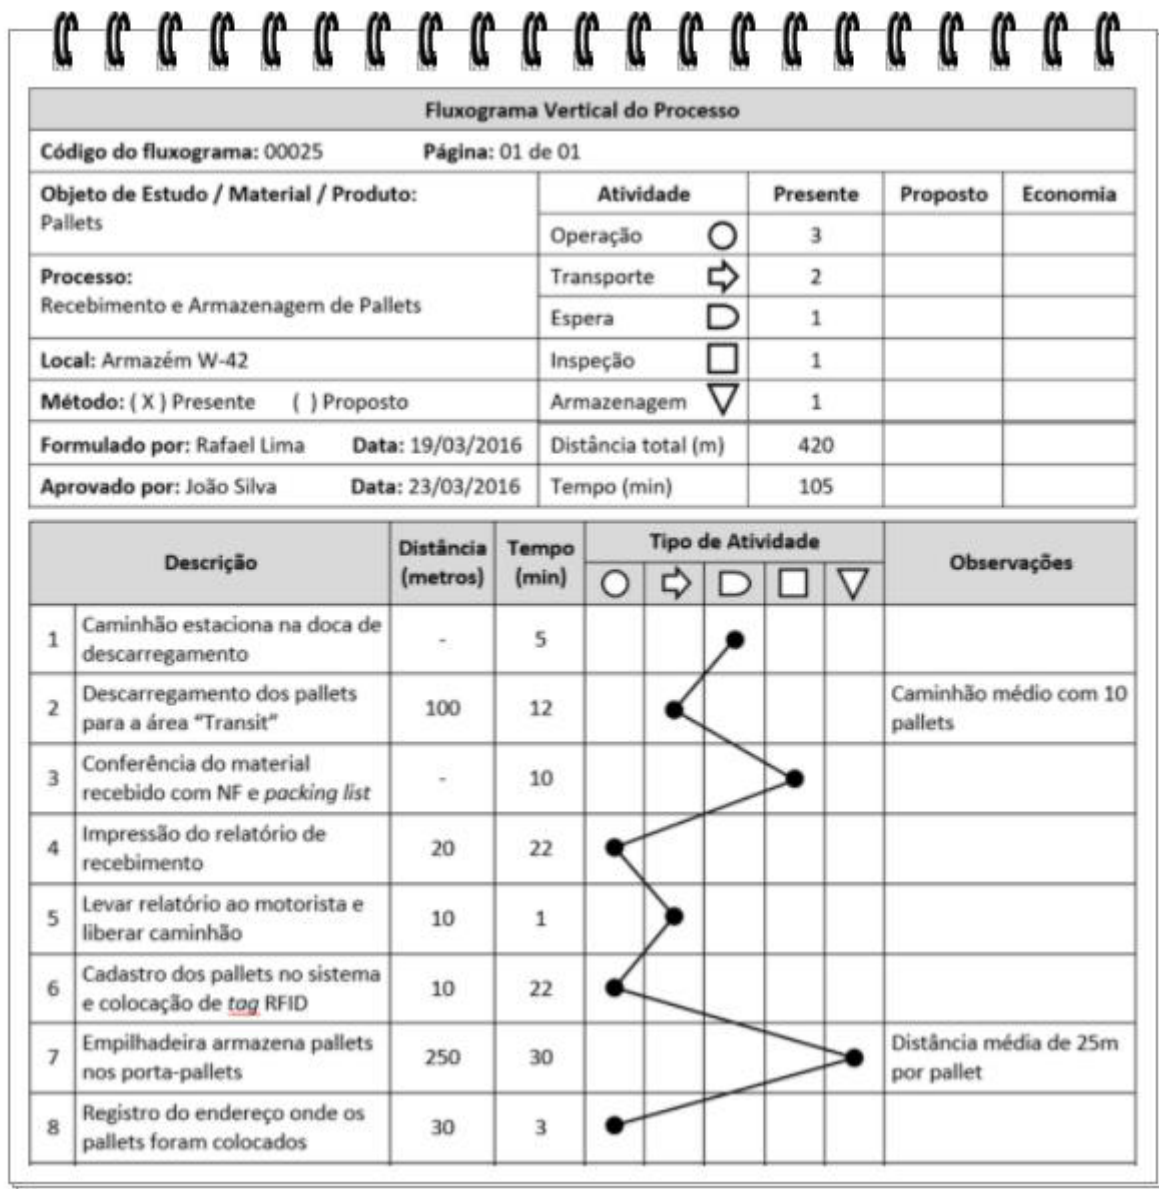 Fluxograma Vertical do Processo
Código do fluxograma: 00025 Página: 01 de 01
Objeto de Estudo / Material / Produto:
Pallets
Atividade Presente Proposto Economia
Operação 3
Processo:
Recebimento e Armazenagem de Pallets
Transporte 2
Espera 1
Local: Armazém W-42 Inspeção 1
Método: ( X ) Presente ( ) Proposto Armazenagem 1
Formulado por: Rafael Lima Data: 19/03/2016 Distância total (m) 420
Aprovado por: João Silva Data: 23/03/2016 Tempo (min) 105
Descrição
Distância
(metros)
Tempo
(min)
Tipo de Atividade
Observações
1 Caminhão estaciona na doca de
descarregamento
- 5
2 Descarregamento dos pallets
para a área “Transit”
100 12
Caminhão médio com 10
pallets
3 Conferência do material
recebido com NF e packing list
- 10
4 Impressão do relatório de
recebimento
20 22
5 Levar relatório ao motorista e
liberar caminhão
10 1
6 Cadastro dos pallets no sistema
e colocação de tag RFID
10 22
7 Empilhadeira armazena pallets
nos porta-pallets
250 30
Distância média de 25m
por pallet
8 Registro do endereço onde os
pallets foram colocados
30 3